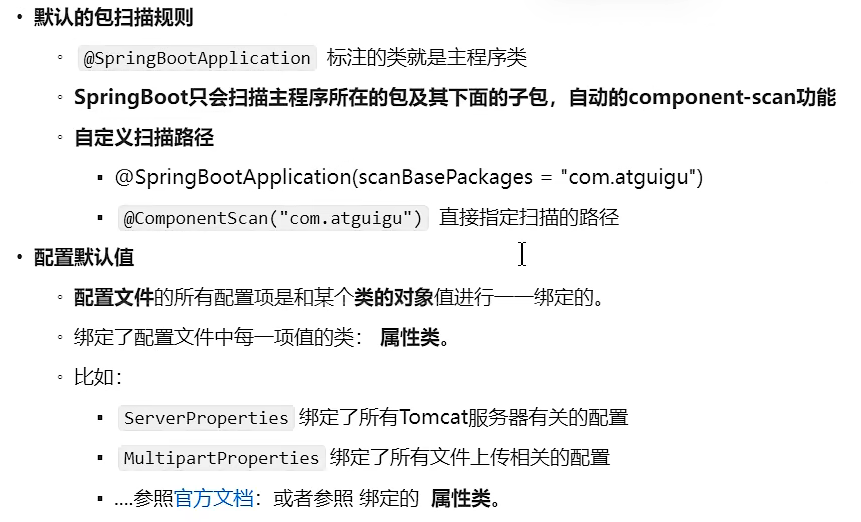 • 默认的包扫描规则
◦ @SpringBootApplication 标注的类就是主程序类
◦ SpringBoot只会扫描主程序所在的包及其下面的子包，自动的component-scan功能
◦ 自定义扫描路径
▪ @SpringBootApplication(scanBasePackages = "com.atguigu")
▪ @ComponentScan("com.atguigu") 直接指定扫描的路径
• 配置默认值
◦ 配置文件的所有配置项是和某个类的对象值进行一一绑定的。
◦ 绑定了配置文件中每一项值的类： 属性类。
◦ 比如：
▪ ServerProperties 绑定了所有Tomcat服务器有关的配置
▪ MultipartProperties 绑定了所有文件上传相关的配置
▪ ....参照官方文档：或者参照 绑定的 属性类。